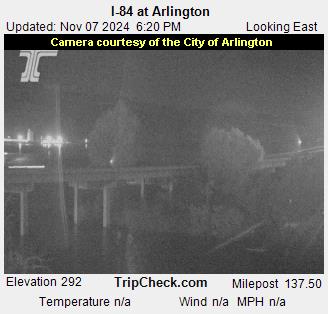 I-84 at Arlington
Updated: Nov 07 2024 6:20 PM Looking East
Camera courtesy of the City of Arlington
Elevation 292 TripCheck.com Milepost 137.50
Temperature n/a Wind n/a MPH n/a